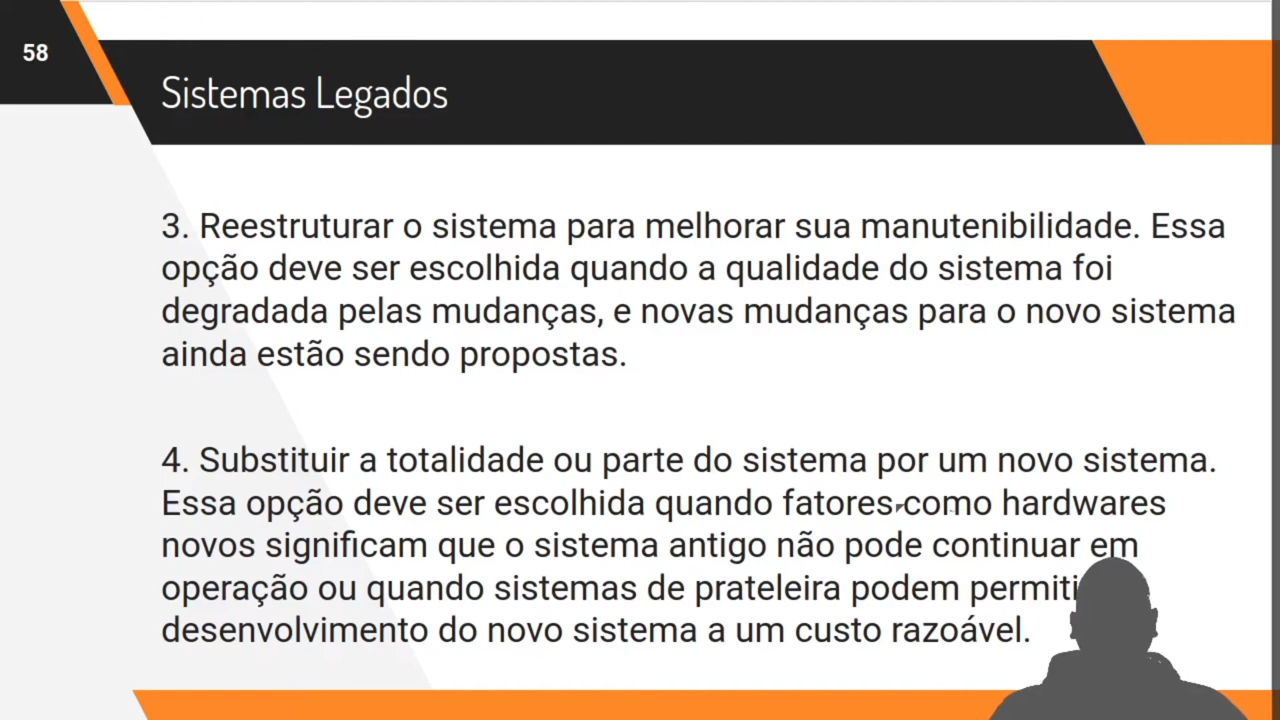 58
Sistemas Legados
3. Reestruturar o sistema para melhorar sua manutenibilidade. Essa
opção deve ser escolhida quando a qualidade do sistema foi
degradada pelas mudanças, e novas mudanças para o novo sistema
ainda estão sendo propostas.
4. Substituir a totalidade ou parte do sistema por um novo sistema.
Essa opção deve ser escolhida quando fatores como hardwares
novos significam que o sistema antigo não pode continuar em
operação ou quando sistemas de prateleira podem
desenvolvimento do novo sistema a um custo razoável.